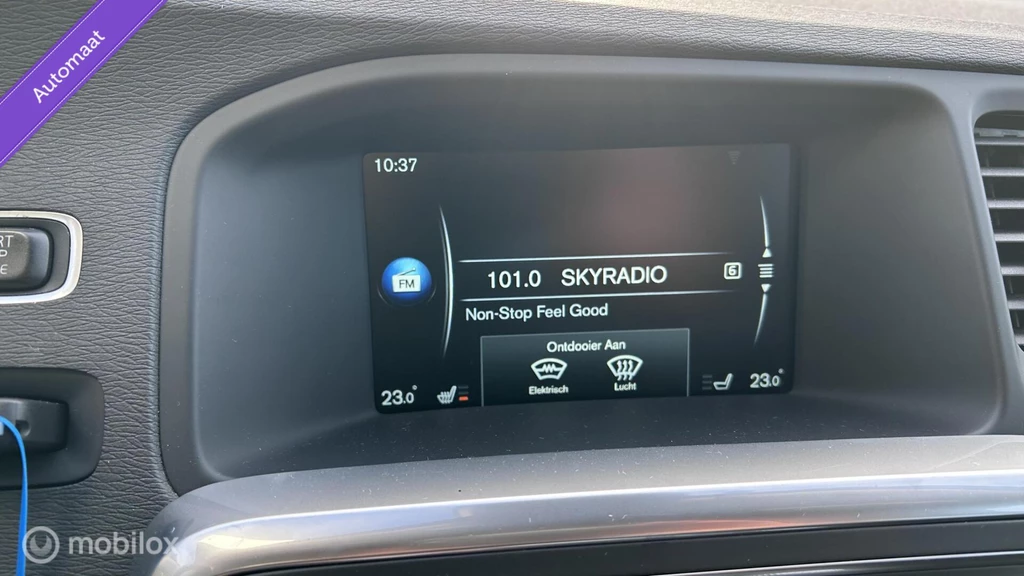 Automaat
10:37
FM
101.0 SKYRADIO 6
Non-Stop Feel Good
Ontdooier Aan
Elektrisch Lucht
23.0° 23.0°
mobilox